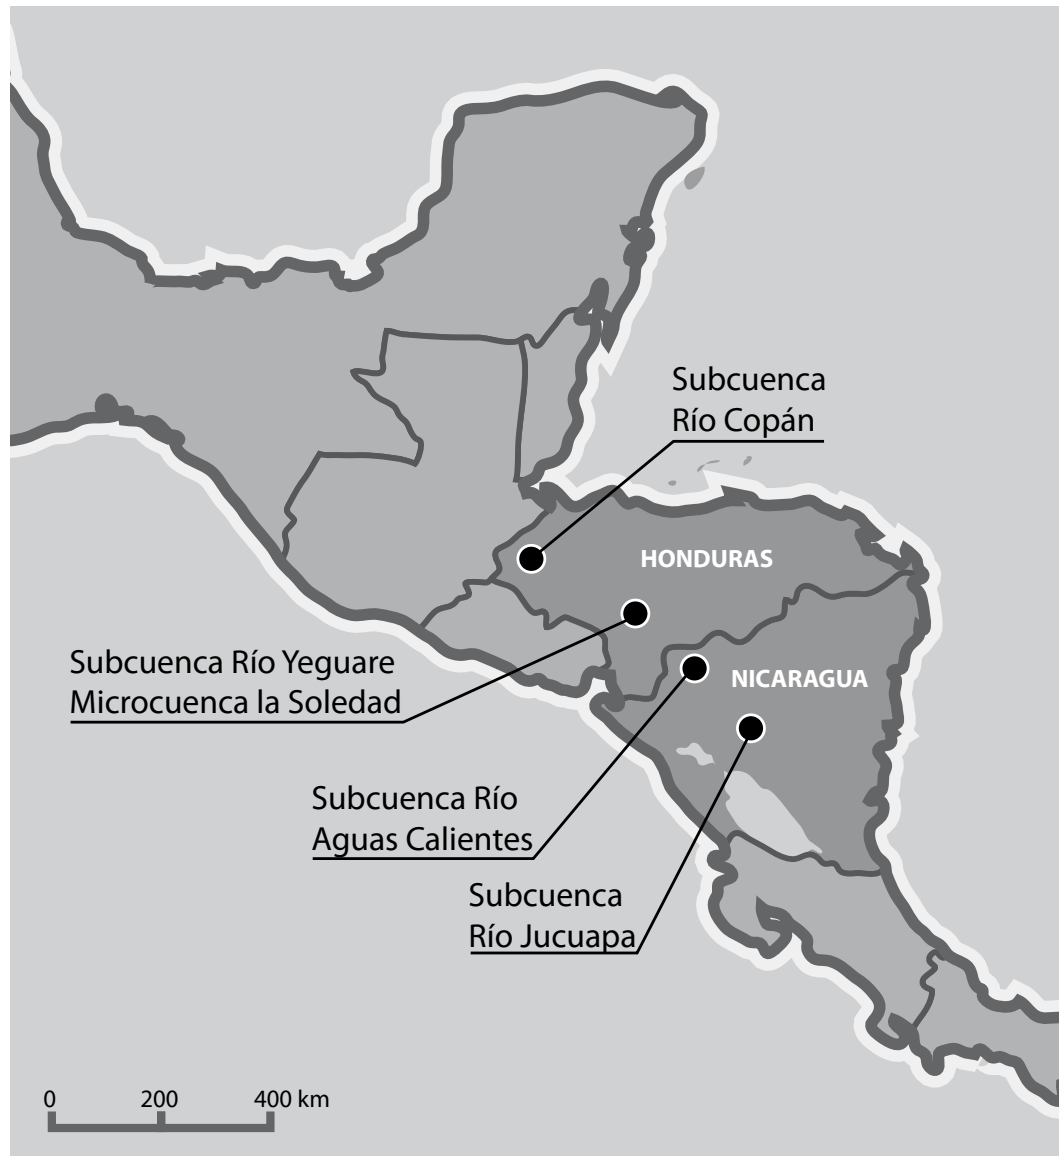 Subcuenca
Río Copán
HONDURAS
Subcuenca Río Yeguare
Microcuenca la Soledad
NICARAGUA
Subcuenca Río
Aguas Calientes
Subcuenca
Río Jucuapa
0 200 400 km